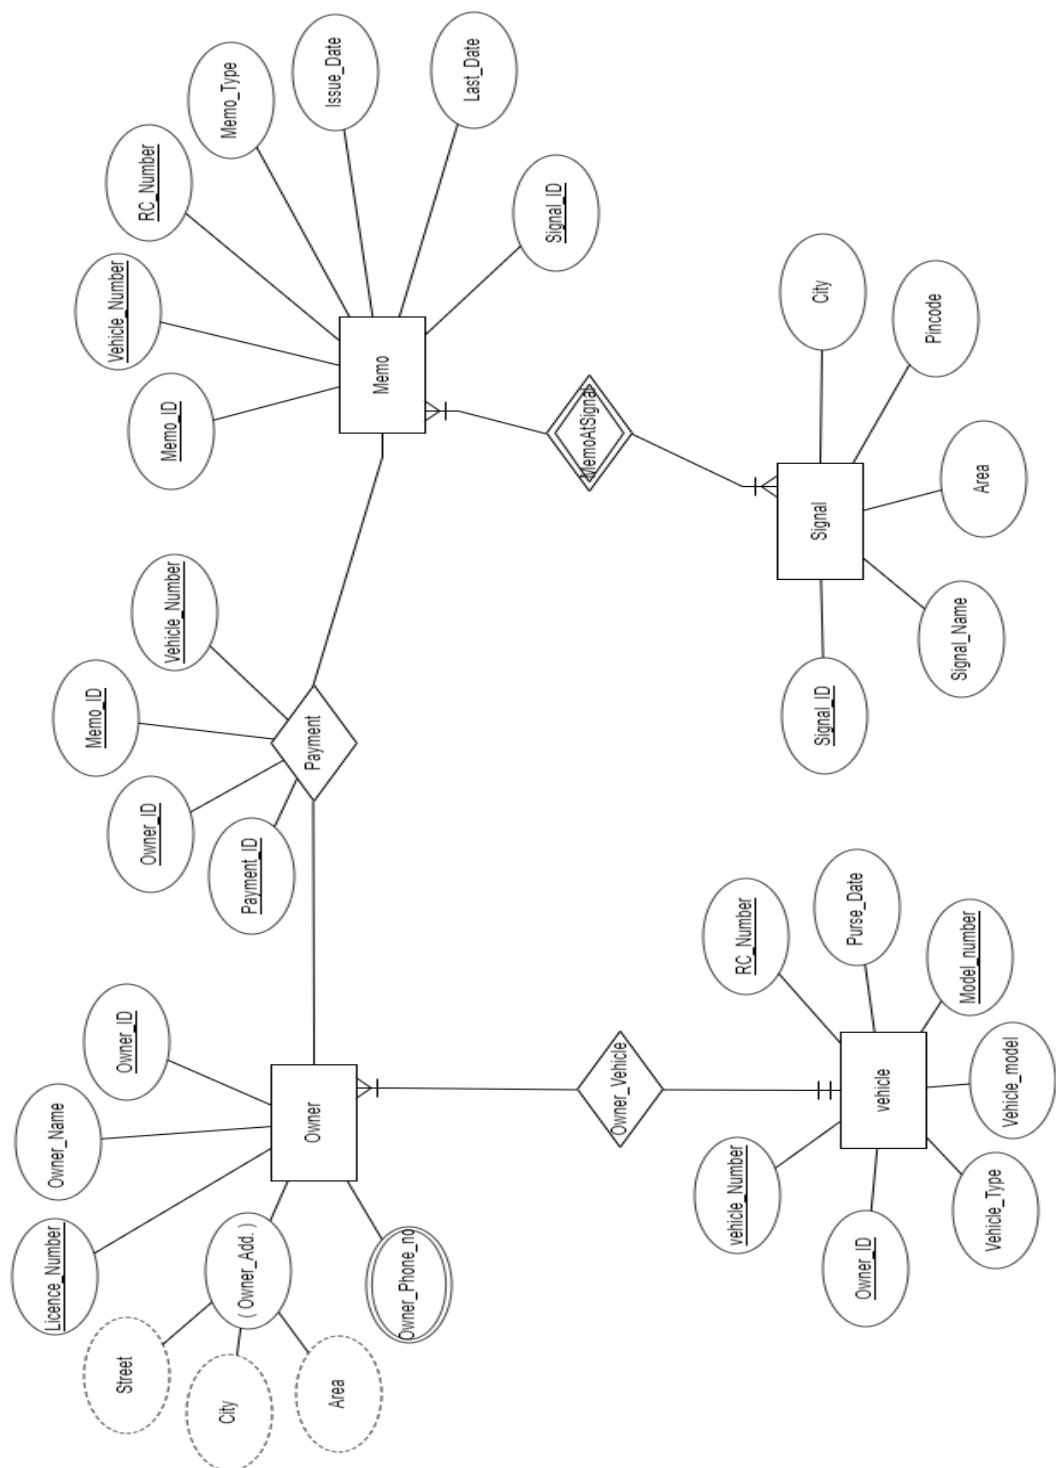 Licence_Number
Owner_Name
Owner_ID
Street
City
Area
( Owner_Add. )
Owner_Phone_no
Owner
Payment_ID
Owner_ID
Memo_ID
Vehicle_Number
Payment
Memo_ID
Vehicle_Number
RC_Number
Memo_Type
Issue_Date
Last_Date
Signal_ID
Memo
Owner_Vehicle
MemoAtSignal
vehicle_Number
RC_Number
Purse_Date
Model_number
Vehicle_model
Vehicle_Type
Owner_ID
vehicle
Signal_ID
Signal_Name
Area
Pincode
City
Signal